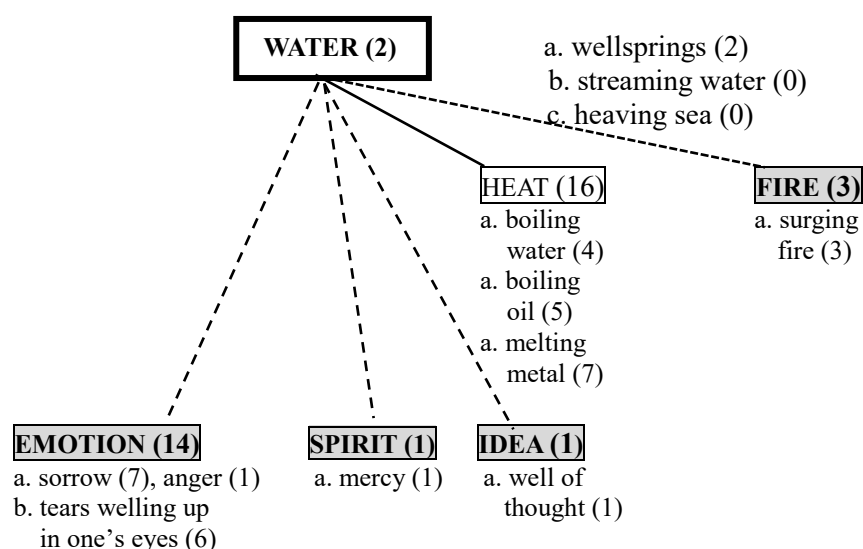 WATER (2)
a. wellsprings (2)
b. streaming water (0)
c. heaving sea (0)
HEAT (16)
a. boiling
water (4)
a. boiling
oil (5)
a. melting
metal (7)
FIRE (3)
a. surging
fire (3)
EMOTION (14)
a. sorrow (7), anger (1)
b. tears welling up
in one’s eyes (6)
SPIRIT (1)
a. mercy (1)
IDEA (1)
a. well of
thought (1)